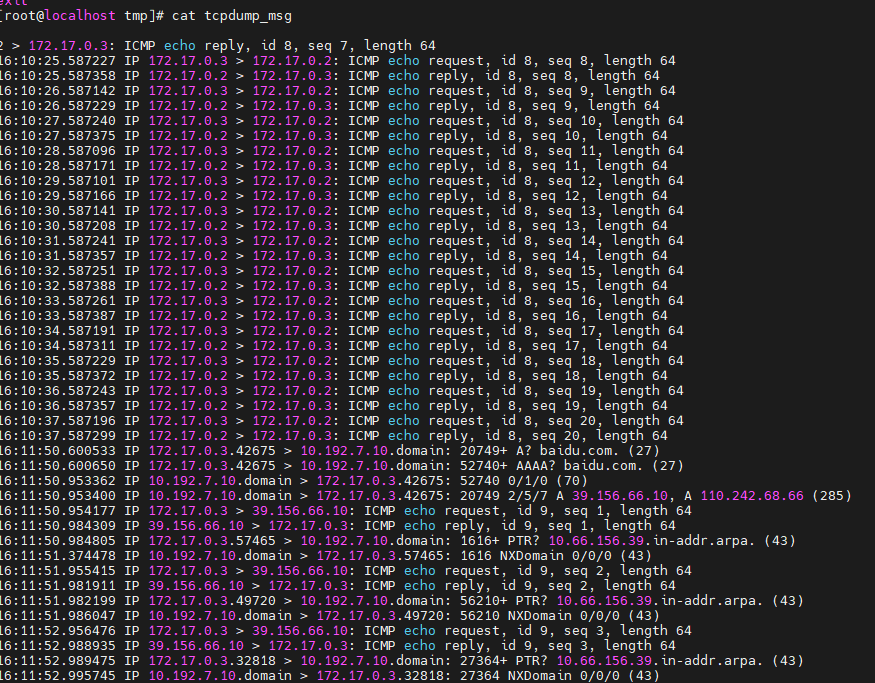 exit
[root@localhost tmp]# cat tcpdump_msg
2 > 172.17.0.3: ICMP echo reply, id 8, seq 7, length 64
16:10:25.587227 IP 172.17.0.3 > 172.17.0.2: ICMP echo request, id 8, seq 8, length 64
16:10:25.587358 IP 172.17.0.2 > 172.17.0.3: ICMP echo reply, id 8, seq 8, length 64
16:10:26.587142 IP 172.17.0.3 > 172.17.0.2: ICMP echo request, id 8, seq 9, length 64
16:10:26.587229 IP 172.17.0.2 > 172.17.0.3: ICMP echo reply, id 8, seq 9, length 64
16:10:27.587240 IP 172.17.0.3 > 172.17.0.2: ICMP echo request, id 8, seq 10, length 64
16:10:27.587375 IP 172.17.0.2 > 172.17.0.3: ICMP echo reply, id 8, seq 10, length 64
16:10:28.587096 IP 172.17.0.3 > 172.17.0.2: ICMP echo request, id 8, seq 11, length 64
16:10:28.587171 IP 172.17.0.2 > 172.17.0.3: ICMP echo reply, id 8, seq 11, length 64
16:10:29.587101 IP 172.17.0.3 > 172.17.0.2: ICMP echo request, id 8, seq 12, length 64
16:10:29.587166 IP 172.17.0.2 > 172.17.0.3: ICMP echo reply, id 8, seq 12, length 64
16:10:30.587141 IP 172.17.0.3 > 172.17.0.2: ICMP echo request, id 8, seq 13, length 64
16:10:30.587208 IP 172.17.0.2 > 172.17.0.3: ICMP echo reply, id 8, seq 13, length 64
16:10:31.587241 IP 172.17.0.3 > 172.17.0.2: ICMP echo request, id 8, seq 14, length 64
16:10:31.587357 IP 172.17.0.2 > 172.17.0.3: ICMP echo reply, id 8, seq 14, length 64
16:10:32.587251 IP 172.17.0.3 > 172.17.0.2: ICMP echo request, id 8, seq 15, length 64
16:10:32.587388 IP 172.17.0.2 > 172.17.0.3: ICMP echo reply, id 8, seq 15, length 64
16:10:33.587261 IP 172.17.0.3 > 172.17.0.2: ICMP echo request, id 8, seq 16, length 64
16:10:33.587387 IP 172.17.0.2 > 172.17.0.3: ICMP echo reply, id 8, seq 16, length 64
16:10:34.587191 IP 172.17.0.3 > 172.17.0.2: ICMP echo request, id 8, seq 17, length 64
16:10:34.587311 IP 172.17.0.2 > 172.17.0.3: ICMP echo reply, id 8, seq 17, length 64
16:10:35.587229 IP 172.17.0.3 > 172.17.0.2: ICMP echo request, id 8, seq 18, length 64
16:10:35.587372 IP 172.17.0.2 > 172.17.0.3: ICMP echo reply, id 8, seq 18, length 64
16:10:36.587243 IP 172.17.0.3 > 172.17.0.2: ICMP echo request, id 8, seq 19, length 64
16:10:36.587357 IP 172.17.0.2 > 172.17.0.3: ICMP echo reply, id 8, seq 19, length 64
16:10:37.587196 IP 172.17.0.3 > 172.17.0.2: ICMP echo request, id 8, seq 20, length 64
16:10:37.587299 IP 172.17.0.2 > 172.17.0.3: ICMP echo reply, id 8, seq 20, length 64
16:11:50.600533 IP 172.17.0.3.42675 > 10.192.7.10.domain: 20749+ A? baidu.com. (27)
16:11:50.600650 IP 172.17.0.3.42675 > 10.192.7.10.domain: 52740+ AAAA? baidu.com. (27)
16:11:50.953362 IP 10.192.7.10.domain > 172.17.0.3.42675: 52740 0/1/0 (70)
16:11:50.953400 IP 10.192.7.10.domain > 172.17.0.3.42675: 20749 2/5/7 A 39.156.66.10, A 110.242.68.66 (285)
16:11:50.954177 IP 172.17.0.3 > 39.156.66.10: ICMP echo request, id 9, seq 1, length 64
16:11:50.984309 IP 39.156.66.10 > 172.17.0.3: ICMP echo reply, id 9, seq 1, length 64
16:11:50.984805 IP 172.17.0.3.57465 > 10.192.7.10.domain: 1616+ PTR? 10.66.156.39.in-addr.arpa. (43)
16:11:51.374478 IP 10.192.7.10.domain > 172.17.0.3.57465: 1616 NXDomain 0/0/0 (43)
16:11:51.955415 IP 172.17.0.3 > 39.156.66.10: ICMP echo request, id 9, seq 2, length 64
16:11:51.981911 IP 39.156.66.10 > 172.17.0.3: ICMP echo reply, id 9, seq 2, length 64
16:11:51.982199 IP 172.17.0.3.49720 > 10.192.7.10.domain: 56210+ PTR? 10.66.156.39.in-addr.arpa. (43)
16:11:51.986047 IP 10.192.7.10.domain > 172.17.0.3.49720: 56210 NXDomain 0/0/0 (43)
16:11:52.956476 IP 172.17.0.3 > 39.156.66.10: ICMP echo request, id 9, seq 3, length 64
16:11:52.988935 IP 39.156.66.10 > 172.17.0.3: ICMP echo reply, id 9, seq 3, length 64
16:11:52.989475 IP 172.17.0.3.32818 > 10.192.7.10.domain: 27364+ PTR? 10.66.156.39.in-addr.arpa. (43)
16:11:52.995745 IP 10.192.7.10.domain > 172.17.0.3.32818: 27364 NXDomain 0/0/0 (43)